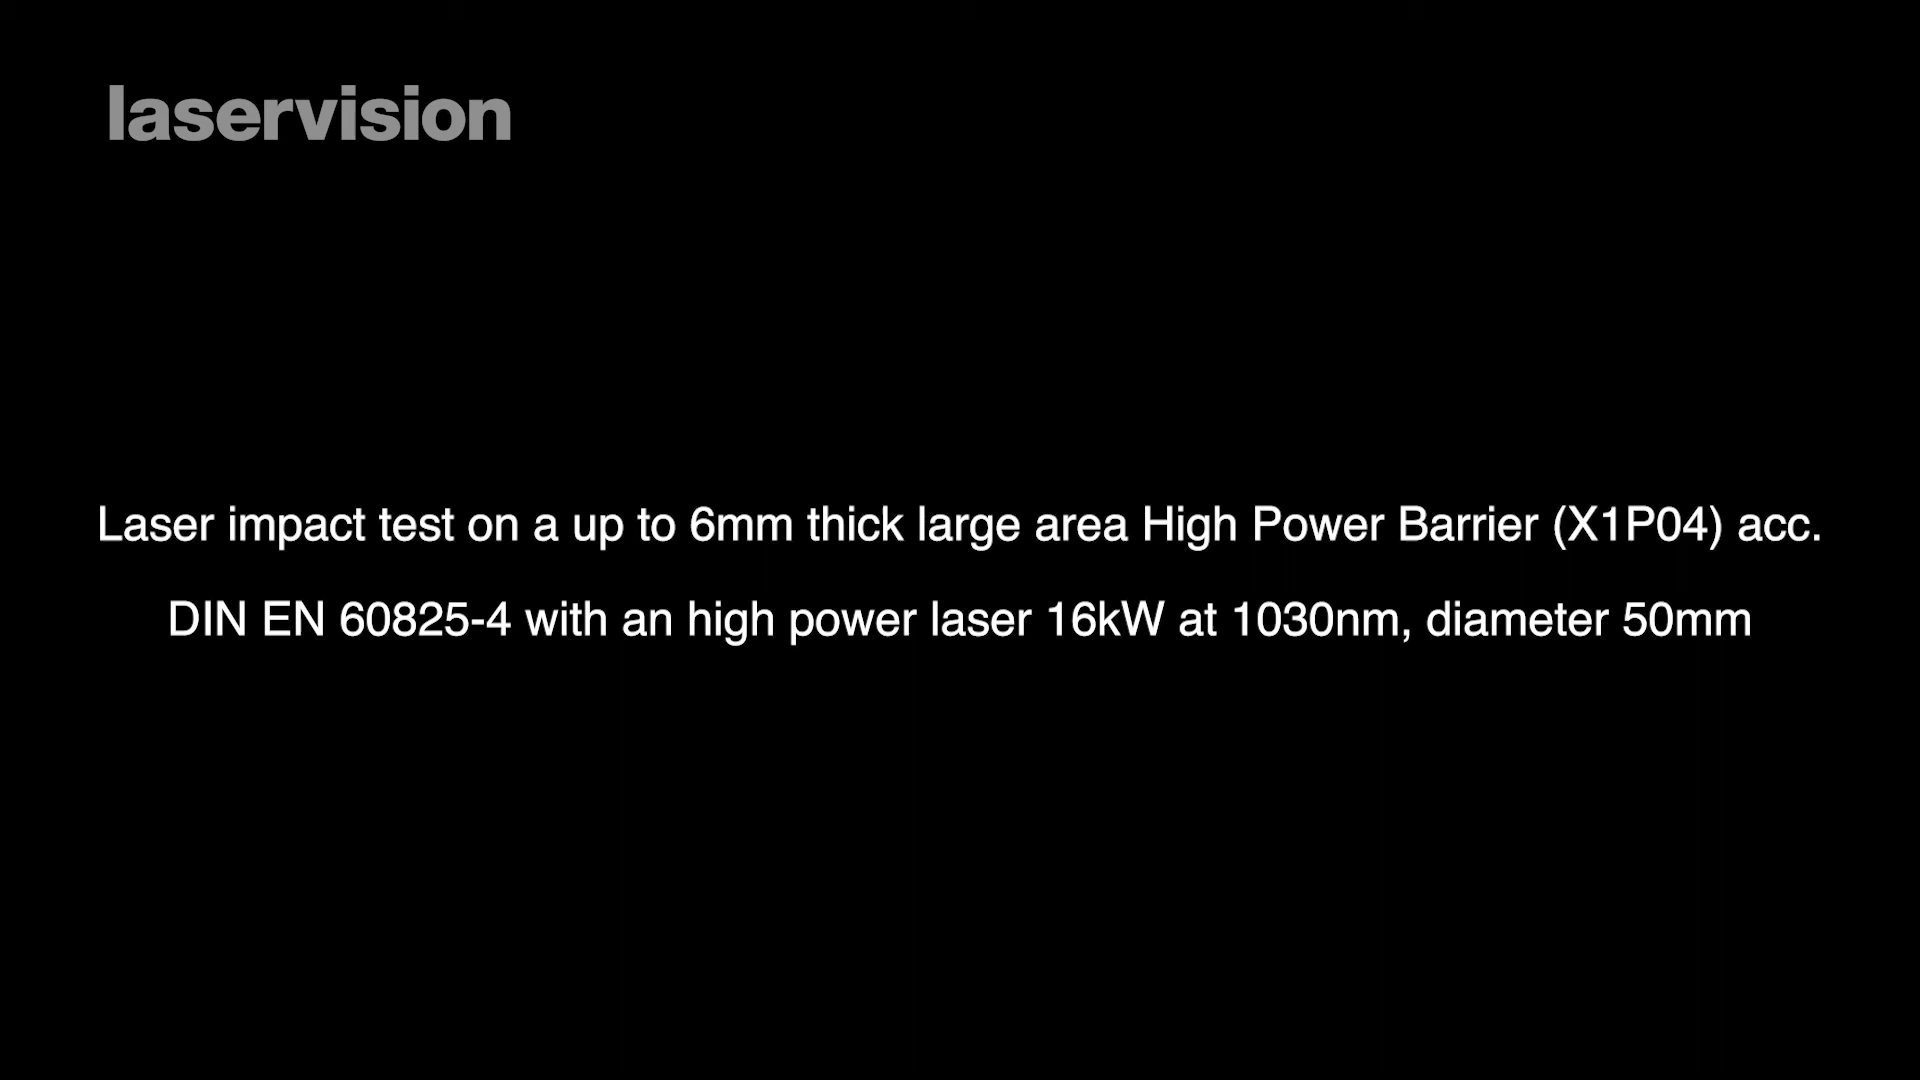 laservision
Laser impact test on a up to 6mm thick large area High Power Barrier (X1P04) acc.
DIN EN 60825-4 with an high power laser 16kW at 1030nm, diameter 50mm